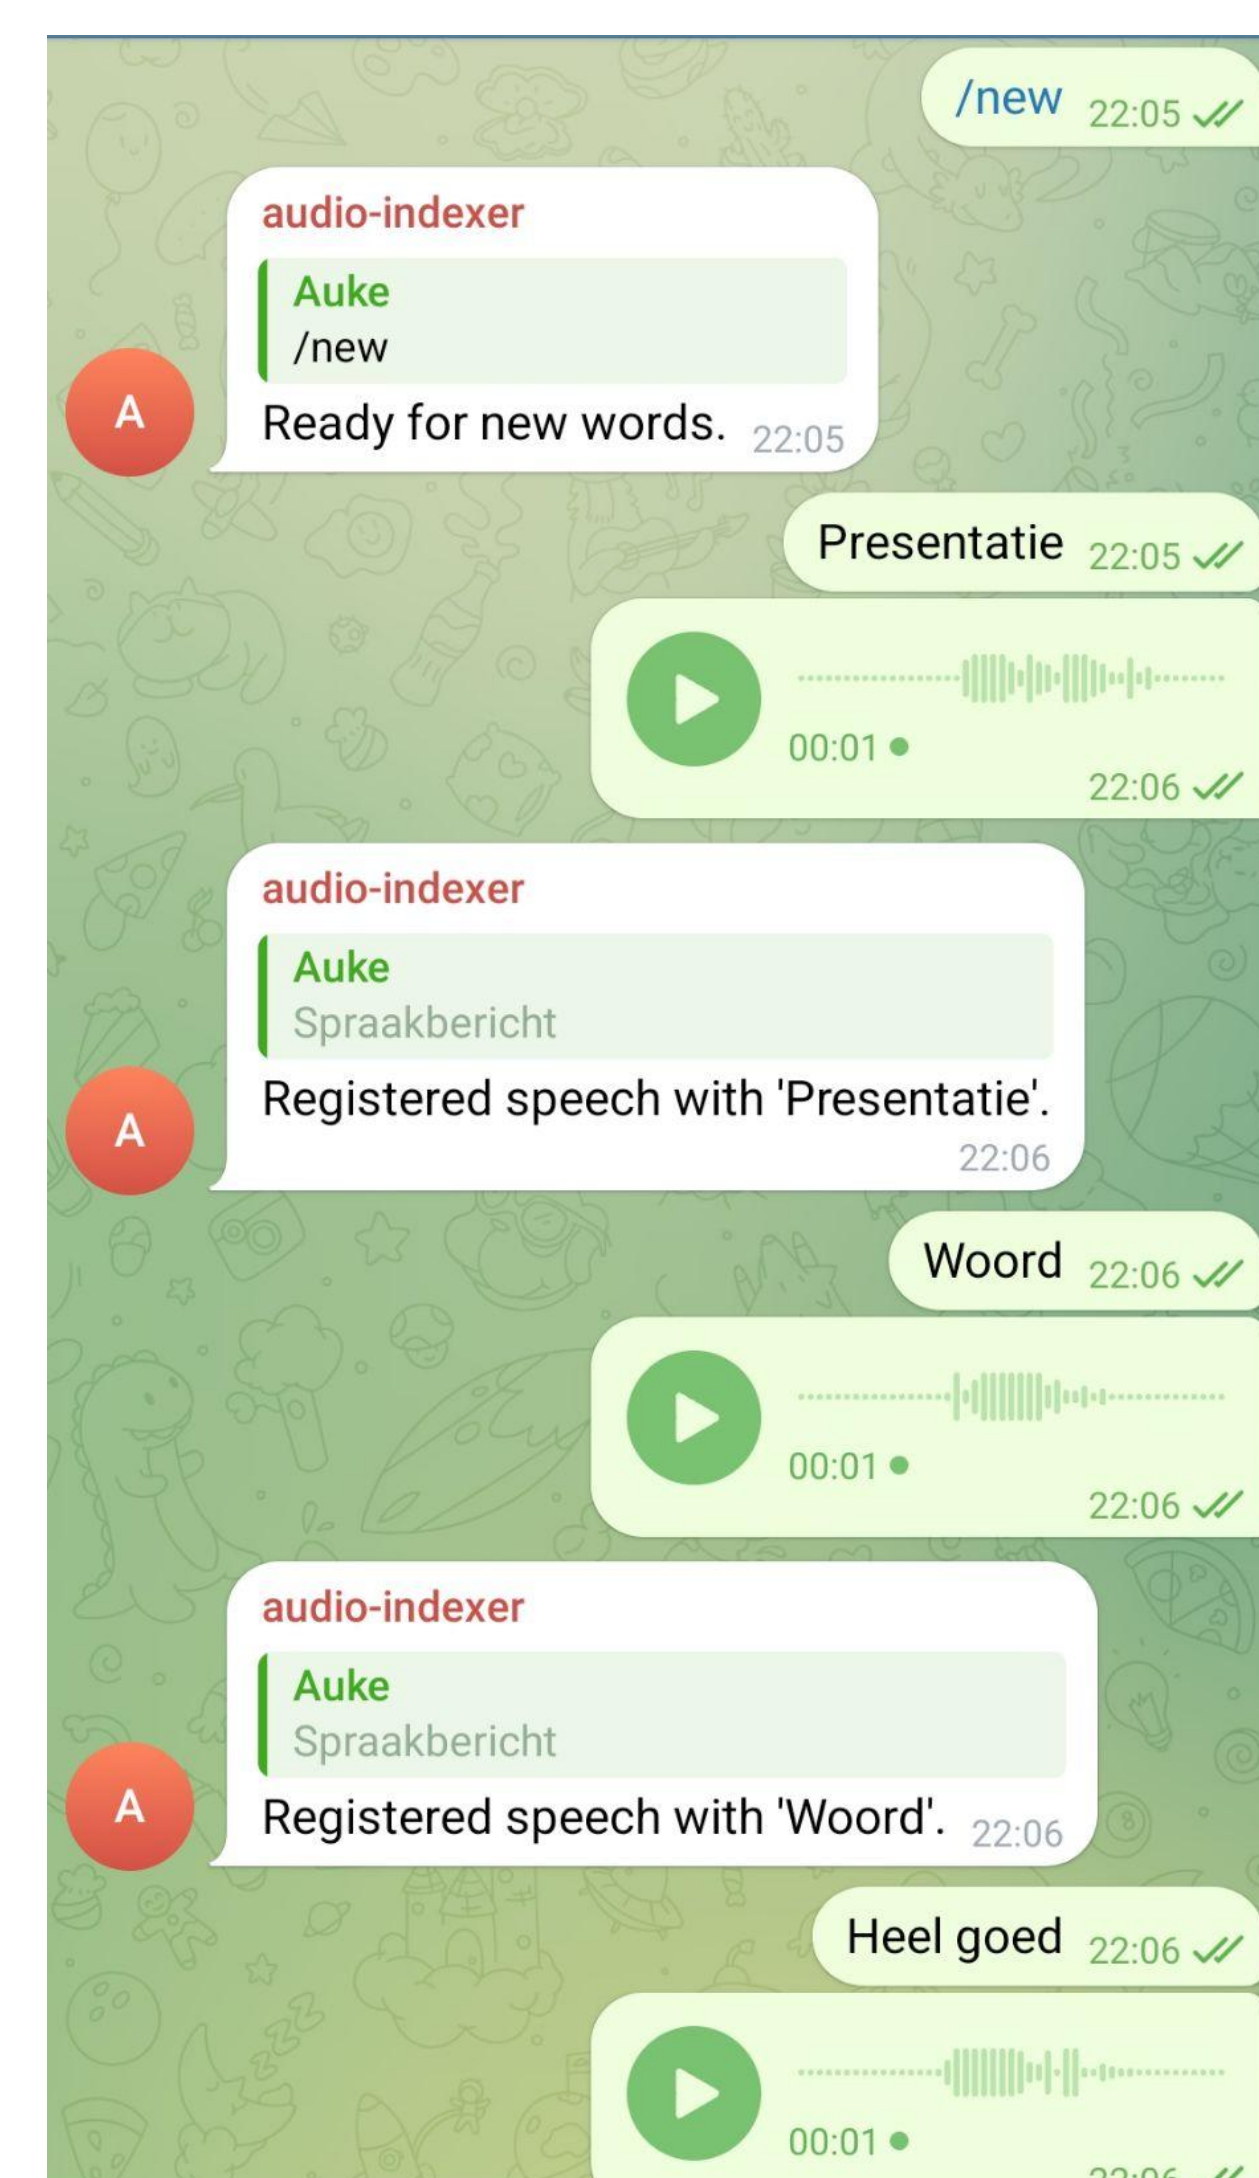 /new 22:05
audio-indexer
Auke
/new
A
Ready for new words. 22:05
Presentatie 22:05
00:01
22:06
audio-indexer
Auke
Spraakbericht
Registered speech with 'Presentatie'.
A
22:06
Woord 22:06
00:01
22:06
audio-indexer
Auke
Spraakbericht
A
Registered speech with 'Woord'. 22:06
Heel goed 22:06
00:01
22:06